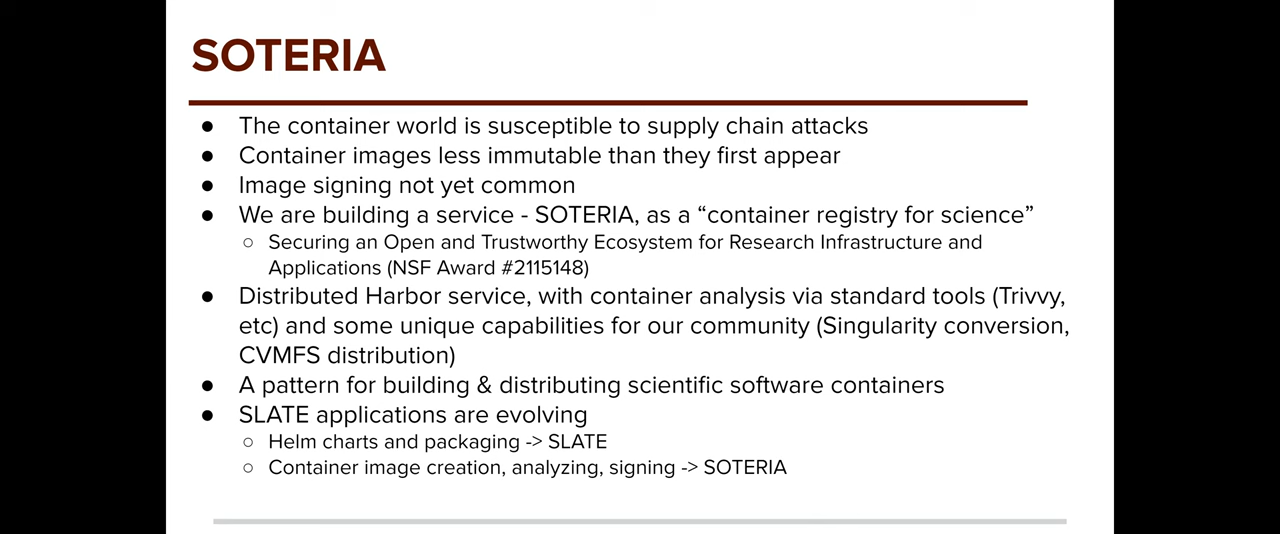 SOTERIA
● The container world is susceptible to supply chain attacks
● Container images less immutable than they first appear
● Image signing not yet common
● We are building a service - SOTERIA, as a “container registry for science”
○ Securing an Open and Trustworthy Ecosystem for Research Infrastructure and
Applications (NSF Award #2115148)
● Distributed Harbor service, with container analysis via standard tools (Trivvy,
etc) and some unique capabilities for our community (Singularity conversion,
CVMFS distribution)
● A pattern for building & distributing scientific software containers
● SLATE applications are evolving
○ Helm charts and packaging -> SLATE
○ Container image creation, analyzing, signing -> SOTERIA